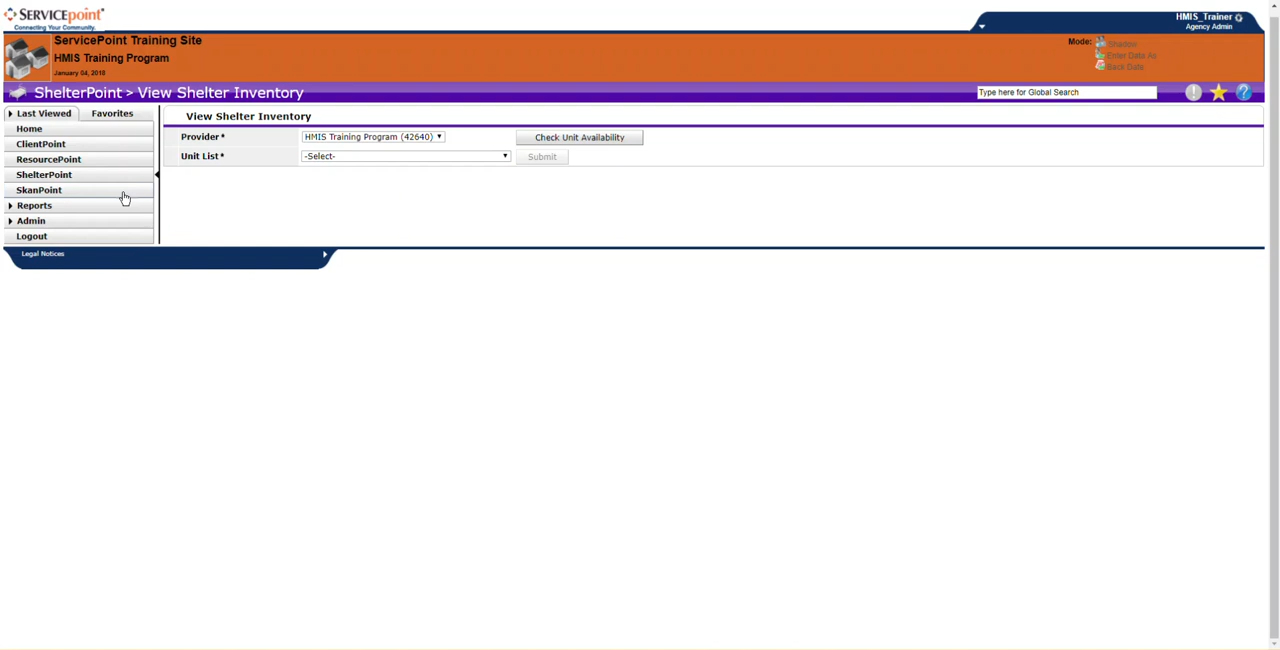 SERVICEpoint®
Connecting Your Community.
HMIS_Trainer
Agency Admin
ServicePoint Training Site
HMIS Training Program
January 04, 2018
Mode:
Shadow
Enter Data As
Back Date
ShelterPoint > View Shelter Inventory
Type here for Global Search
Last Viewed Favorites
Home
ClientPoint
ResourcePoint
ShelterPoint
SkanPoint
Reports
Admin
Logout
View Shelter Inventory
Provider* HMIS Training Program (42640) Check Unit Availability
Unit List* -Select- Submit
Legal Notices